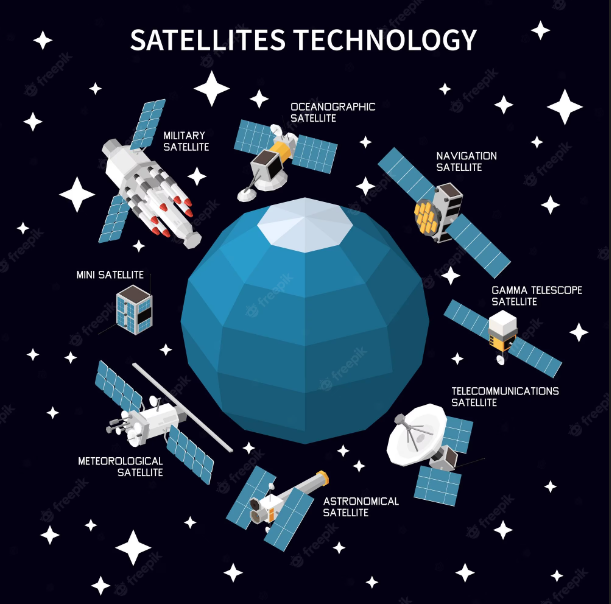 SATELLITES TECHNOLOGY
OCEANOGRAPHIC
SATELLITE
MILITARY
SATELLITE
NAVIGATION
SATELLITE
MINI SATELLITE
GAMMA TELESCOPE
SATELLITE
TELECOMMUNICATIONS
SATELLITE
METEOROLOGICAL
SATELLITE
ASTRONOMICAL
SATELLITE
freepik